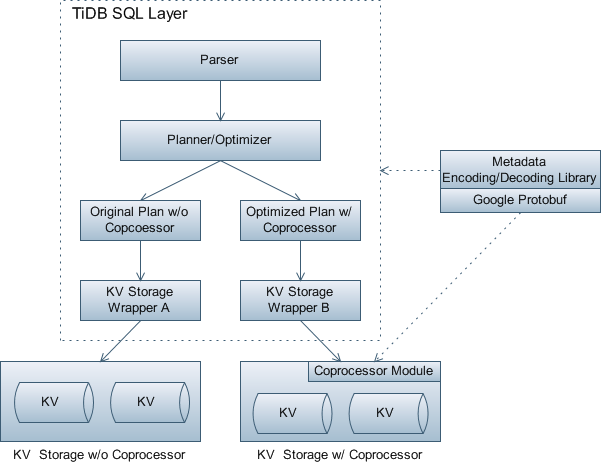 TiDB SQL Layer
Parser
Planner/Optimizer
Metadata
Encoding/Decoding Library
Google Protobuf
Original Plan w/o
Copcoessor
Optimized Plan w/
Coprocessor
KV Storage
Wrapper A
KV Storage
Wrapper B
Coprocessor Module
KV
KV
KV
KV
KV Storage w/o Coprocessor
KV Storage w/ Coprocessor